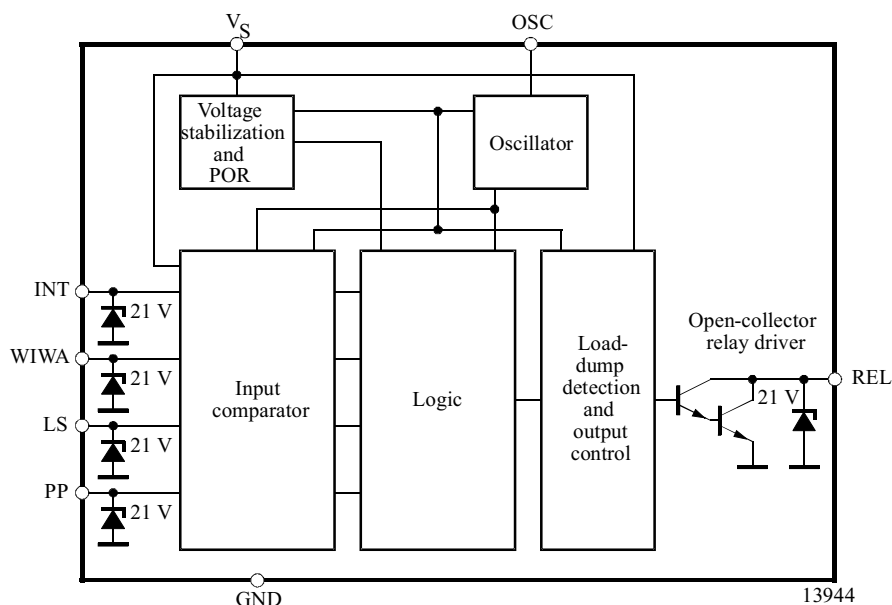 V_S
OSC
Voltage
stabilization
and
POR
Oscillator
INT
21 V
WIWA
21 V
LS
21 V
PP
21 V
Input
comparator
Logic
Load-
dump
detection
and
output
control
Open-collector
relay driver
REL
21 V
GND
13944